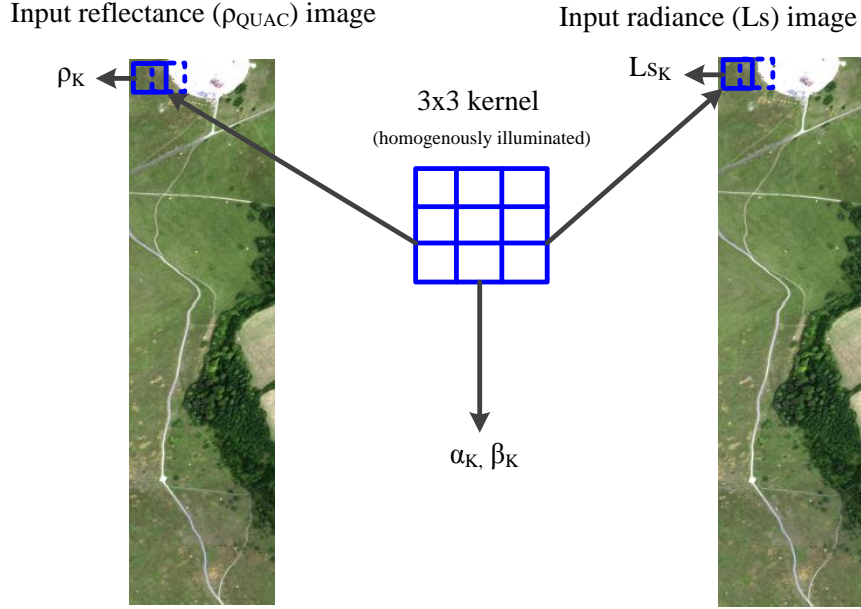 Input reflectance (ρQUAC) image
Input radiance (Ls) image
ρK
LsK
3x3 kernel
(homogenously illuminated)
αK, βK